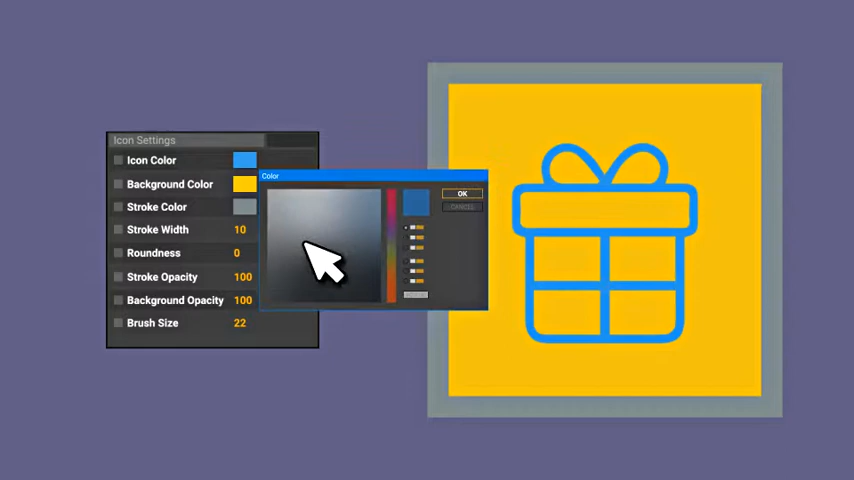 Icon Settings
Icon Color
Background Color
Stroke Color
Stroke Width 10
Roundness 0
Stroke Opacity 100
Background Opacity 100
Brush Size 22
Color
OK
CANCEL